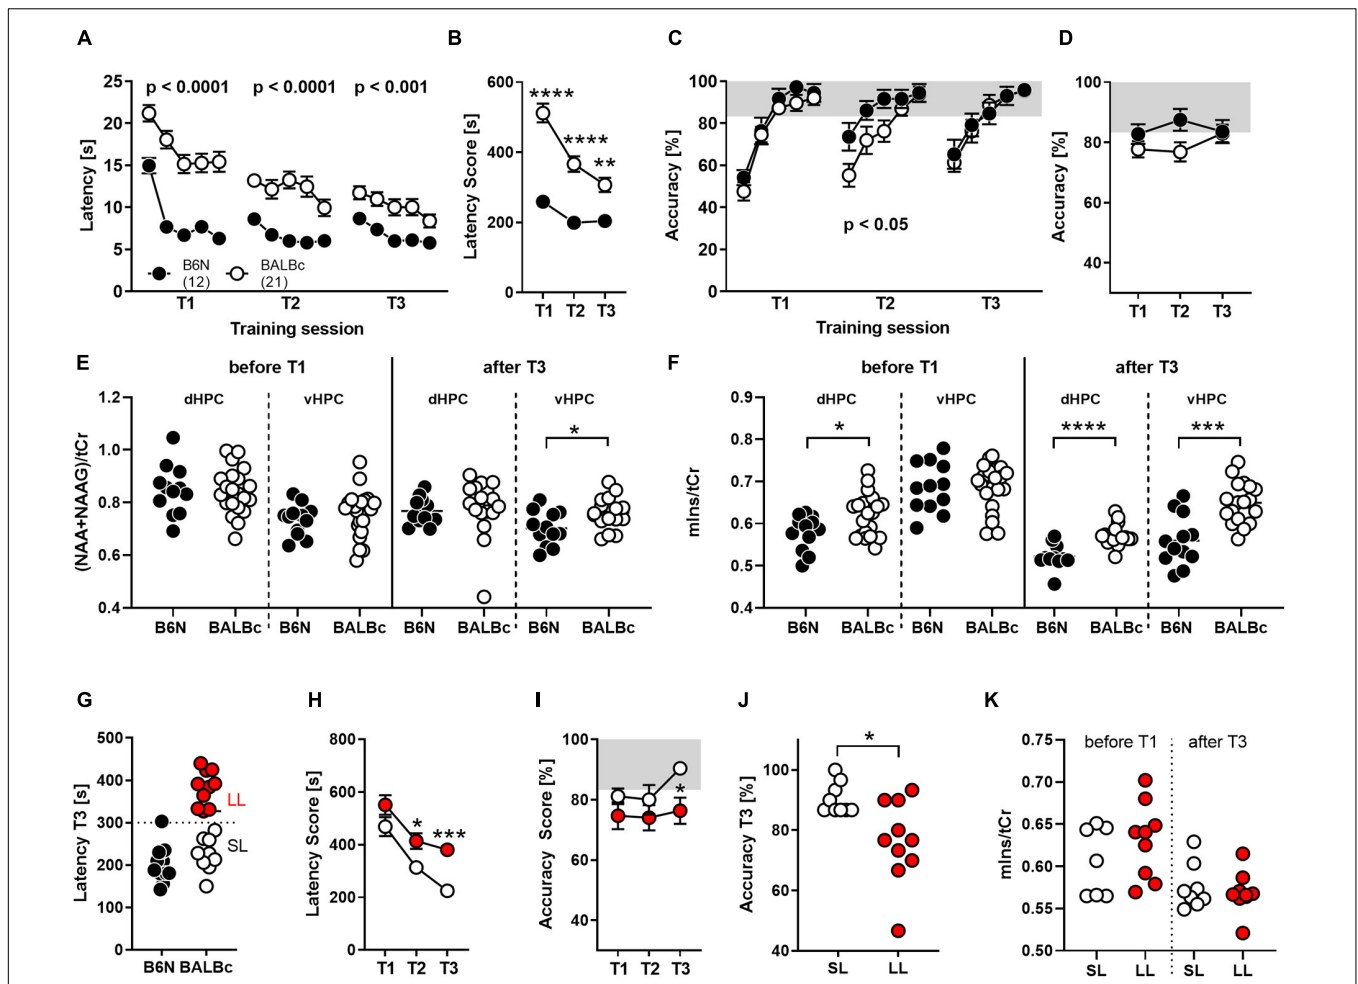 A
B
C
D
25
20
15
10
5
0
Latency [s]
p < 0.0001
p < 0.0001
p < 0.001
B6N
(12)
BALBc
(21)
T1
T2
T3
Training session
600
400
200
0
Latency Score [s]
****
****
**
T1
T2
T3
100
80
60
40
20
0
Accuracy [%]
p < 0.05
T1
T2
T3
Training session
100
80
60
40
Accuracy [%]
T1
T2
T3
E
before T1
after T3
1.2
1.0
0.8
0.6
0.4
(NAA+NAAG)/tCr
dHPC
vHPC
dHPC
vHPC
*
B6N
BALBc
B6N
BALBc
B6N
BALBc
B6N
BALBc
F
before T1
after T3
0.9
0.8
0.7
0.6
0.5
0.4
mIns/tCr
dHPC
vHPC
dHPC
vHPC
*
****
***
B6N
BALBc
B6N
BALBc
B6N
BALBc
B6N
BALBc
G
H
I
J
K
500
400
300
200
100
0
Latency T3 [s]
LL
SL
B6N
BALBc
800
600
400
200
0
Latency Score [s]
*
***
T1
T2
T3
100
80
60
40
Accuracy Score [%]
*
T1
T2
T3
100
80
60
40
Accuracy T3 [%]
*
SL
LL
before T1
after T3
0.75
0.70
0.65
0.60
0.55
0.50
mIns/tCr
SL
LL
SL
LL